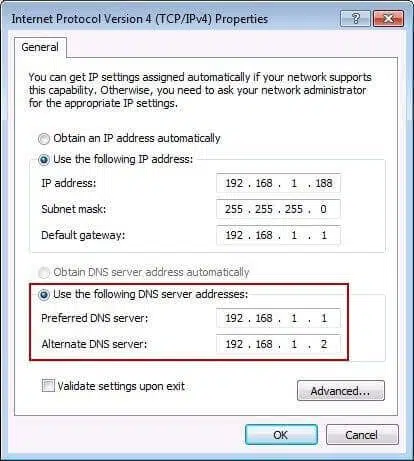 Internet Protocol Version 4 (TCP/IPv4) Properties ?
General
You can get IP settings assigned automatically if your network supports
this capability. Otherwise, you need to ask your network administrator
for the appropriate IP settings.
Obtain an IP address automatically
Use the following IP address:
IP address: 192 . 168 . 1 . 188
Subnet mask: 255 . 255 . 255 . 0
Default gateway: 192 . 168 . 1 . 1
Obtain DNS server address automatically
Use the following DNS server addresses:
Preferred DNS server: 192 . 168 . 1 . 1
Alternate DNS server: 192 . 168 . 1 . 2
Validate settings upon exit
Advanced...
OK Cancel